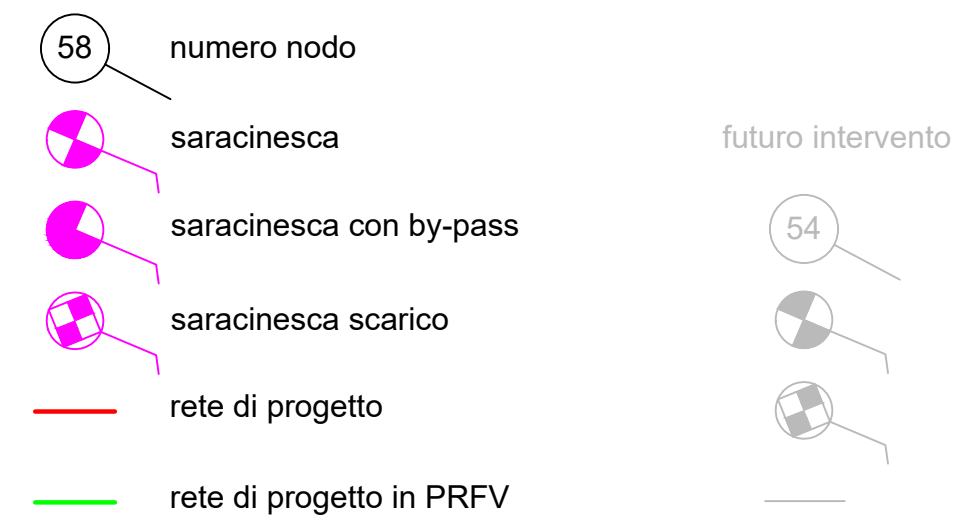 58 numero nodo
saracinesca
futuro intervento
saracinesca con by-pass
54
saracinesca scarico
rete di progetto
rete di progetto in PRFV